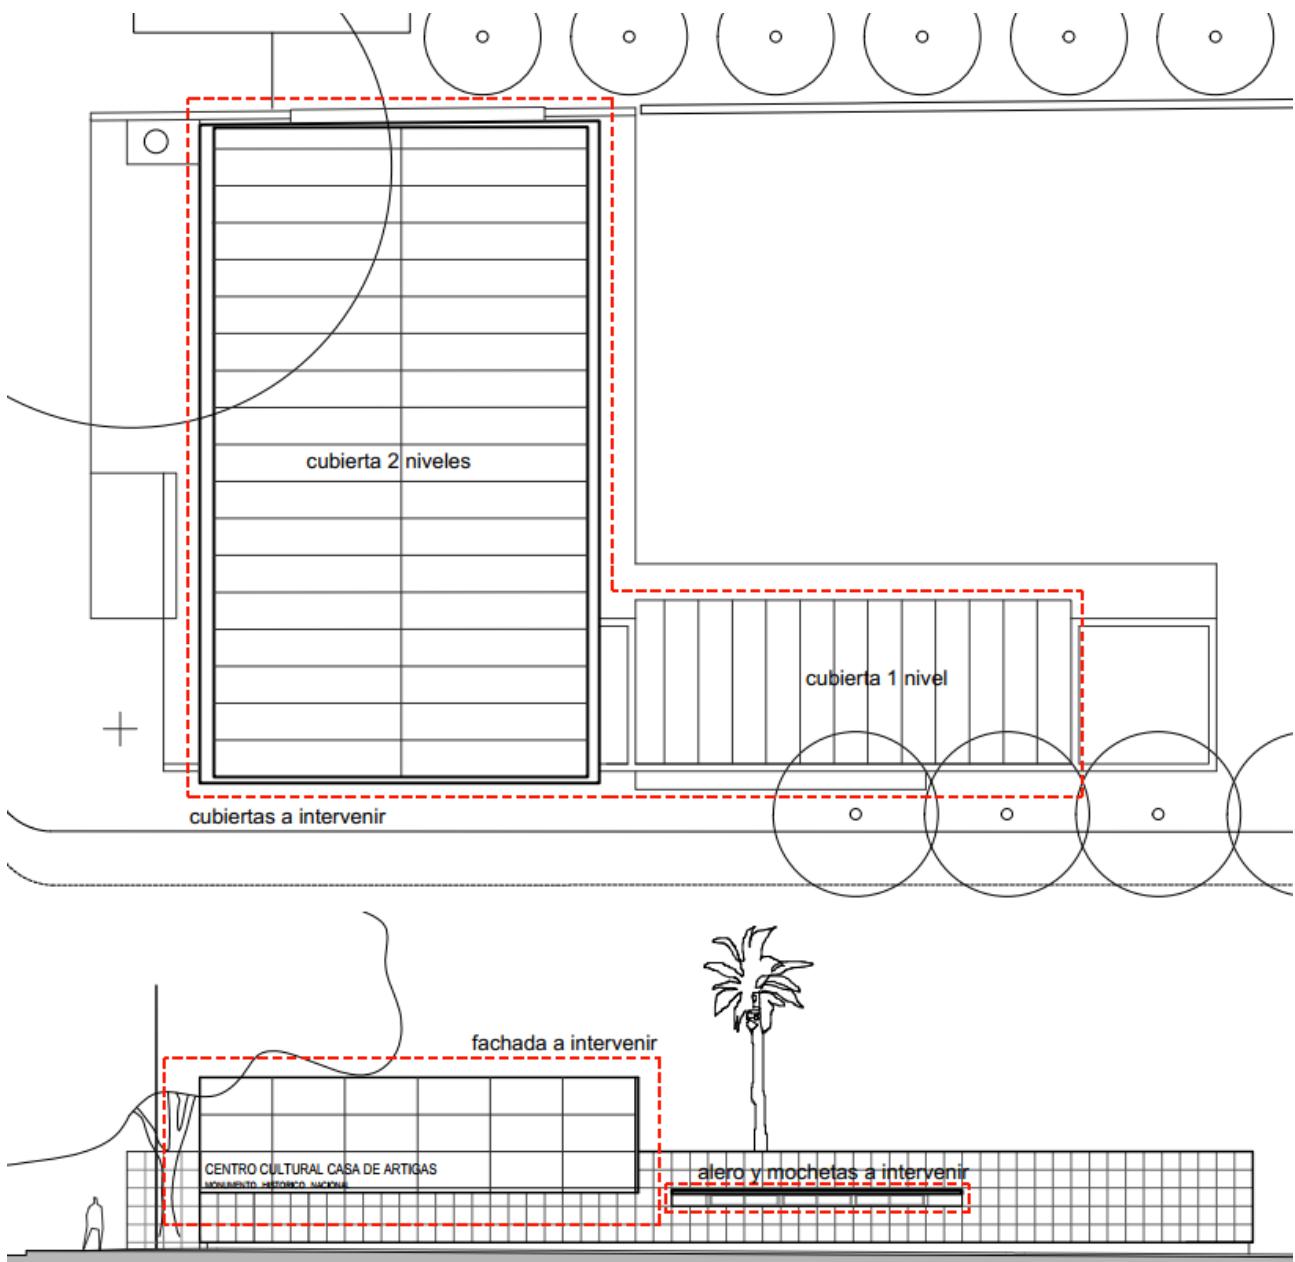 cubierta 2 niveles
cubierta 1 nivel
cubiertas a intervenir
fachada a intervenir
CENTRO CULTURAL CASA DE ARTIGAS
MONUMENTO HISTORICO NACIONAL
alero y mochetas a intervenir